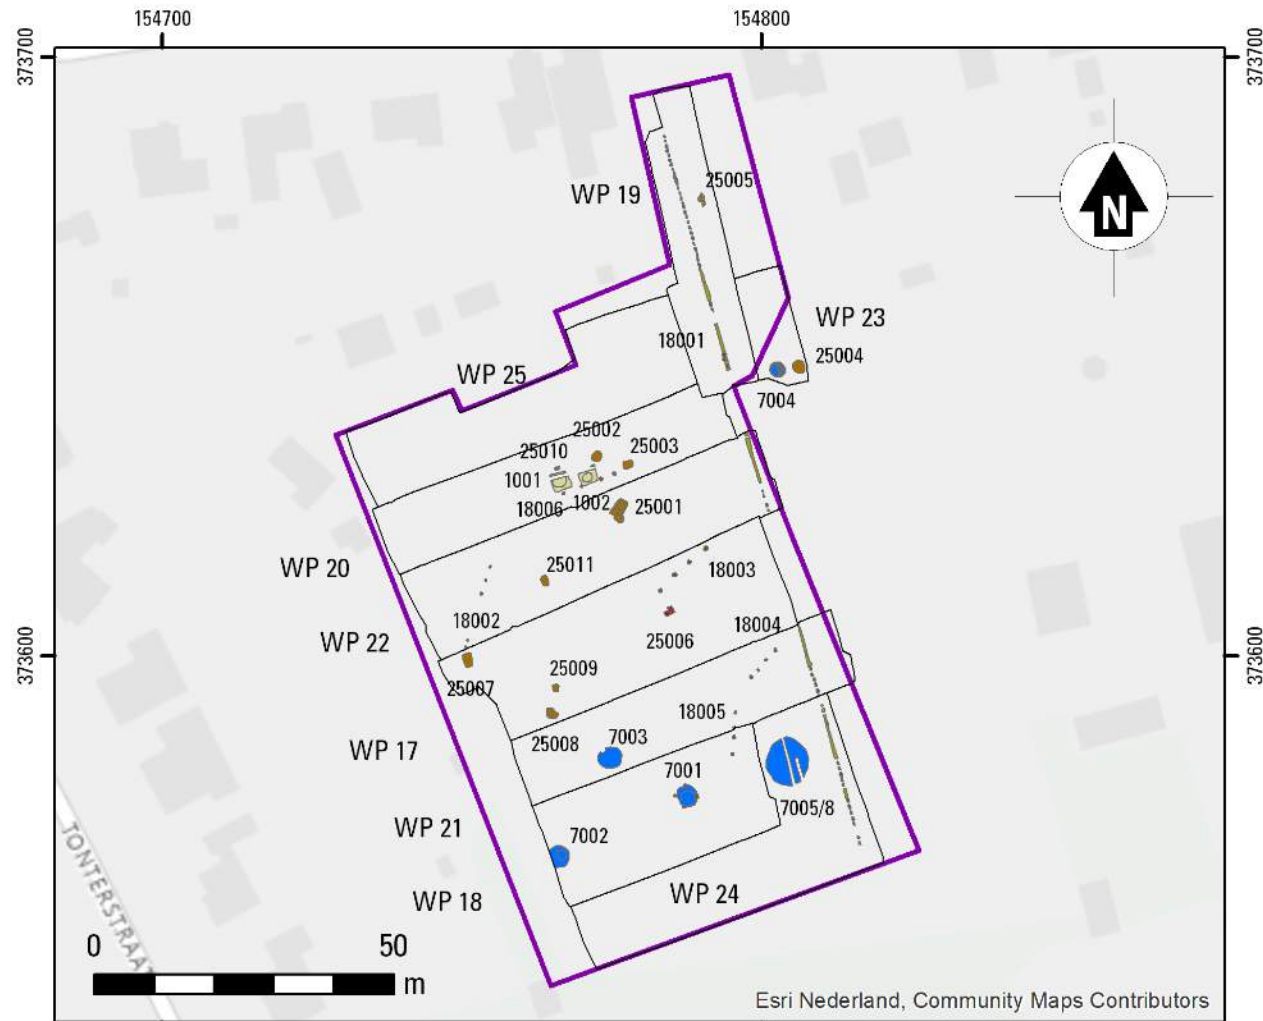 154700
154800
373700
373700
N
WP 19
25005
WP 23
18001
25004
7004
WP 25
25002
25010
25003
1001
18006
1002
25001
WP 20
25011
18003
18002
WP 22
25006
18004
373600
373600
25007
25009
18005
25008
7003
WP 17
7001
7005/8
WP 21
7002
WP 18
WP 24
TONTERSTRAAT
0
50
m
Esri Nederland, Community Maps Contributors